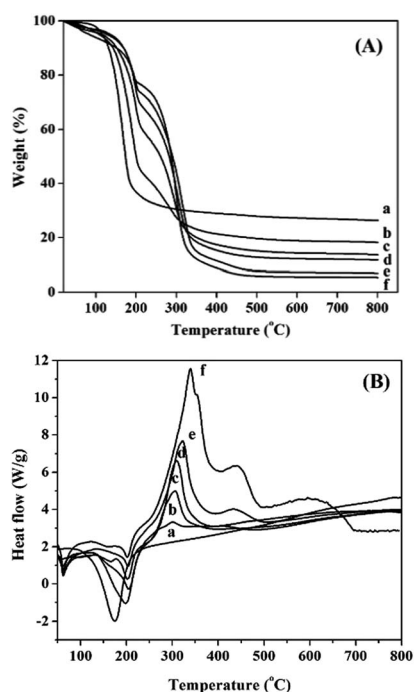 (A)
100
80
60
40
20
0
Weight (%)
a
b
c
d
e
f
100 200 300 400 500 600 700 800
Temperature (°C)
(B)
12
10
8
6
4
2
0
-2
Heat flow (W/g)
f
e
d
c
b
a
100 200 300 400 500 600 700 800
Temperature (°C)